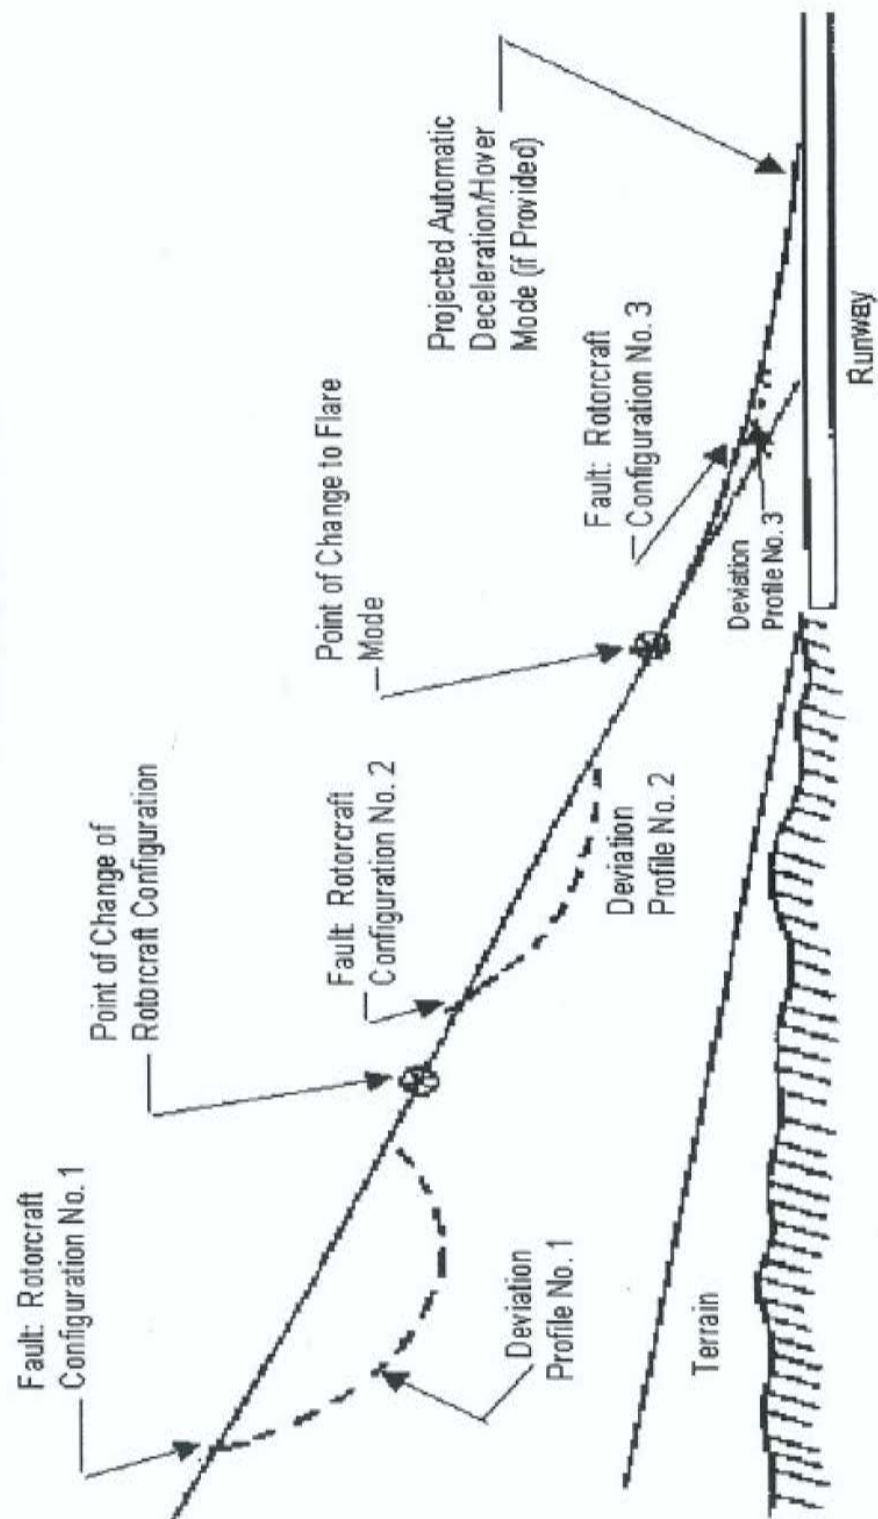 Fault: Rotorcraft
Configuration No. 1
Point of Change of
Rotorcraft Configuration
Fault: Rotorcraft
Configuration No. 2
Point of Change to Flare
Mode
Projected Automatic
Deceleration/Hover
Mode (if Provided)
Fault: Rotorcraft
Configuration No. 3
Deviation
Profile No. 1
Deviation
Profile No. 2
Deviation
Profile No. 3
Terrain
Runway